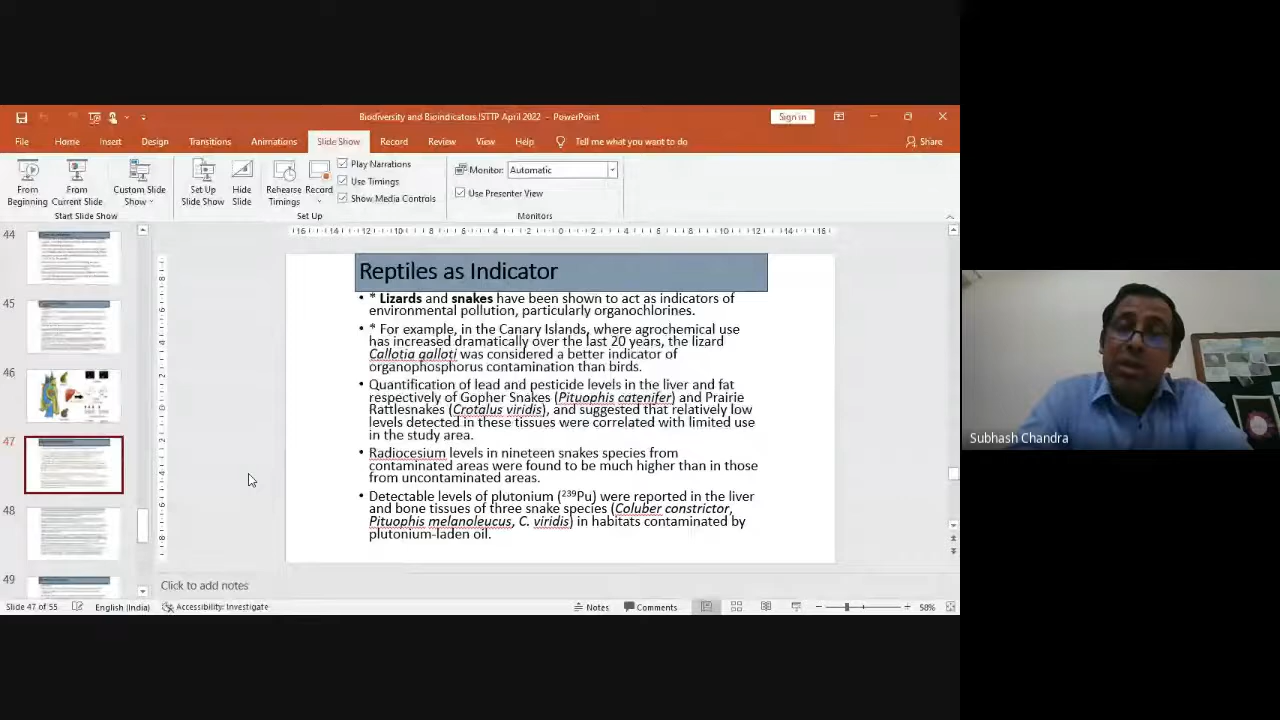 Biodiversity and Bioindicators ISTTP April 2022 - PowerPoint
Sign in
File Home Insert Design Transitions Animations Slide Show Record Review View Help Tell me what you want to do Share
From Beginning
From Current Slide
Custom Slide Show
Set Up Slide Show
Hide Slide
Rehearse Timings
Record
Play Narrations
Use Timings
Show Media Controls
Monitor: Automatic
Use Presenter View
Start Slide Show Set Up Monitors
44
45
46
47
48
49
Reptiles as Indicator
• * Lizards and snakes have been shown to act as indicators of
environmental pollution, particularly organochlorines.
• For example, in the Canary Islands, where agrochemical use
has increased dramatically over the last 20 years, the lizard
Callotia galloti was considered a better indicator of
organophosphorus contamination than birds.
• Quantification of lead and pesticide levels in the liver and fat
respectively of Gopher Snakes (Pituophis catenifer) and Prairie
Rattlesnakes (Crotalus viridis), and suggested that relatively low
levels detected in these tissues were correlated with limited use
in the study area.
• Radiocesium levels in nineteen snakes species from
contaminated areas are found to be much higher than in those
from uncontaminated areas.
• Detectable levels of plutonium (²³⁹Pu) were reported in the liver
and bone tissues of three snake species (Coluber constrictor,
Pituophis melanoleuc, C. viridis) in habitats contaminated by
plutonium-laden oil.
Click to add notes
Slide 47 of 55 English (India) Accessibility: Investigate Notes Comments 58%
Subhash Chandra